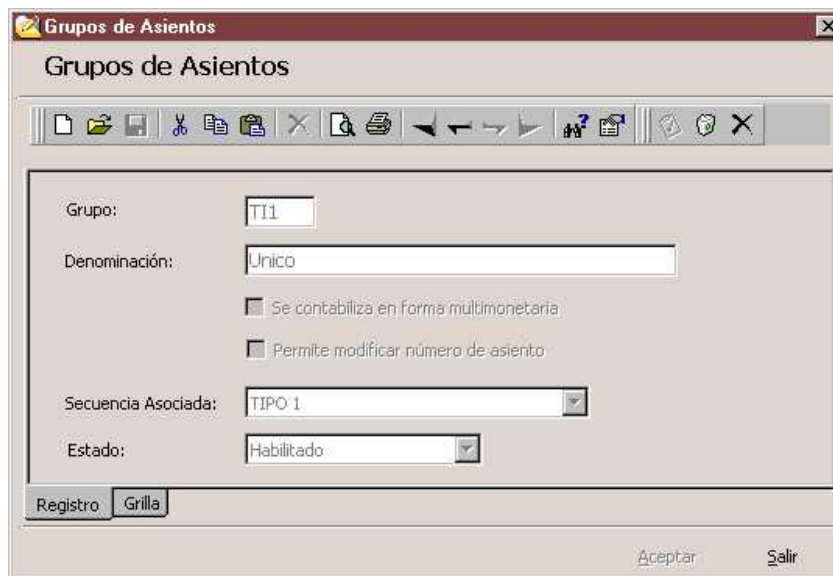 Grupos de Asientos
Grupos de Asientos
Grupo: TI1
Denominación: Unico
Se contabiliza en forma multimonetaria
Permite modificar número de asiento
Secuencia Asociada: TIPO 1
Estado: Habilitado
Registro Grilla
Aceptar Salir